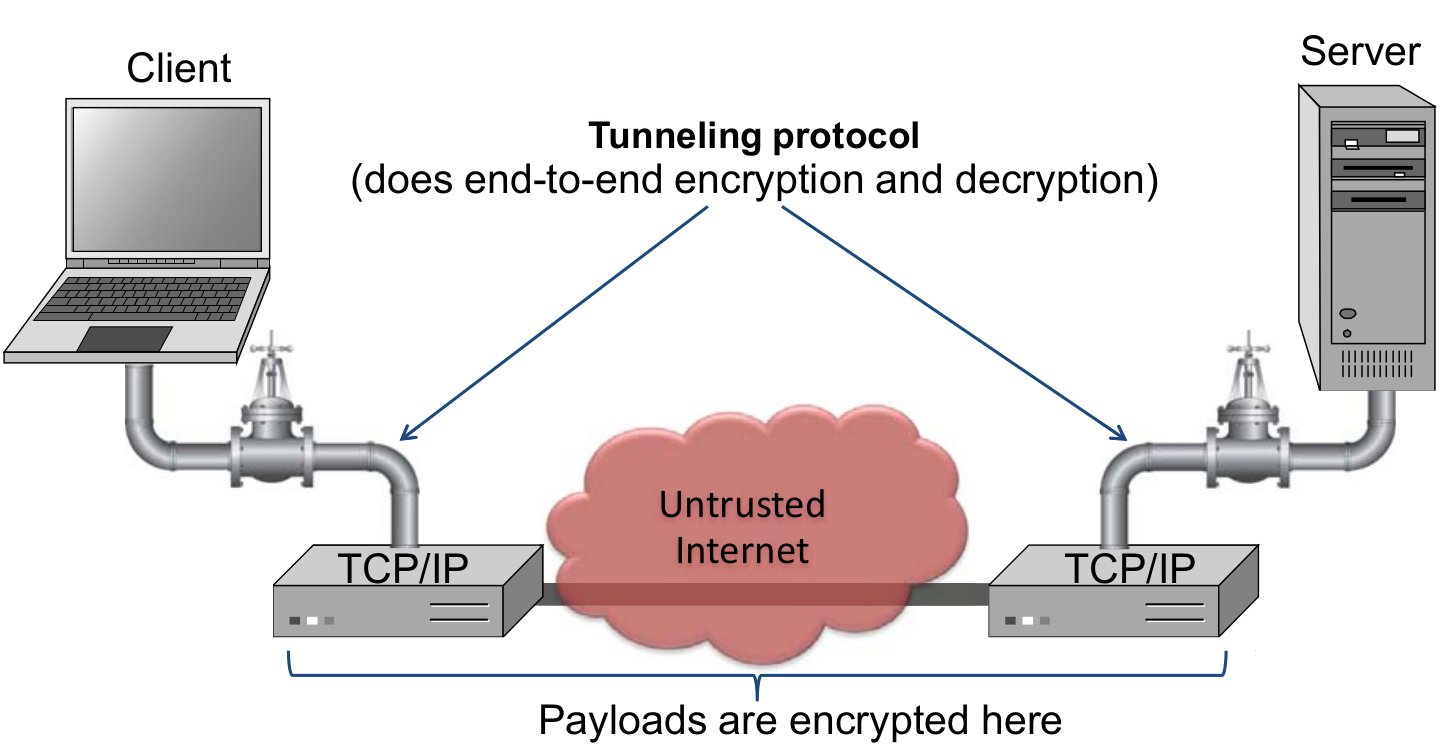 Client
Server
Tunneling protocol
(does end-to-end encryption and decryption)
Untrusted
Internet
TCP/IP
TCP/IP
Payloads are encrypted here